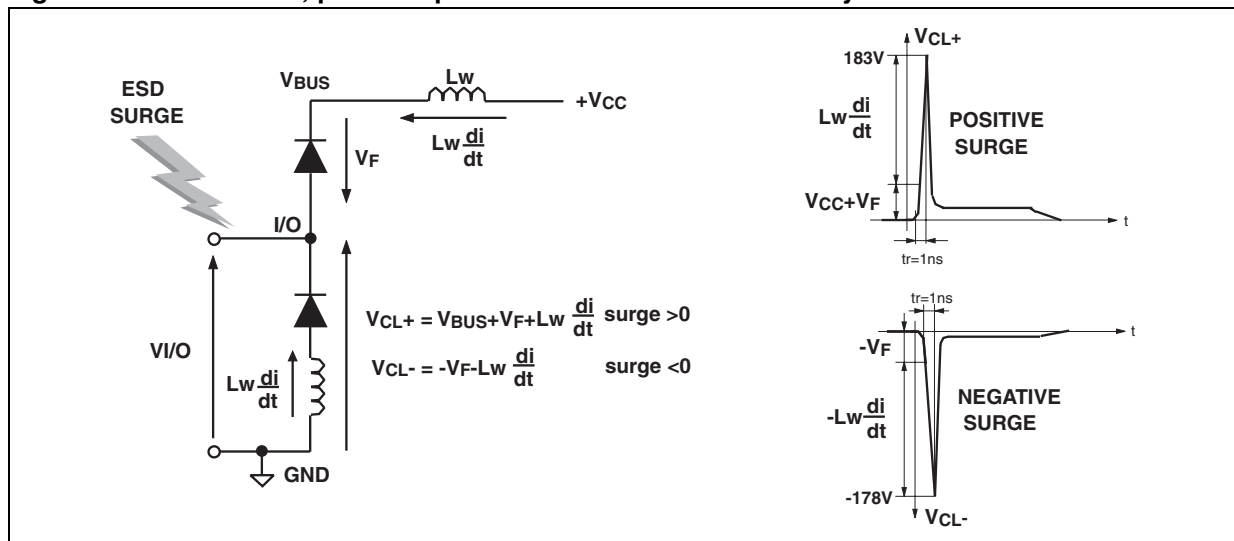 ESD
SURGE
VBUS
Lw
+VCC
Lw di/dt
VF
I/O
VI/O
Lw di/dt
GND
VCL+ = VBUS+VF+Lw di/dt surge >0
VCL- = -VF-Lw di/dt surge <0
VCL+
183V
Lw di/dt
POSITIVE
SURGE
VCC+VF
t
tr=1ns
tr=1ns
t
-VF
-Lw di/dt
NEGATIVE
SURGE
-178V
VCL-